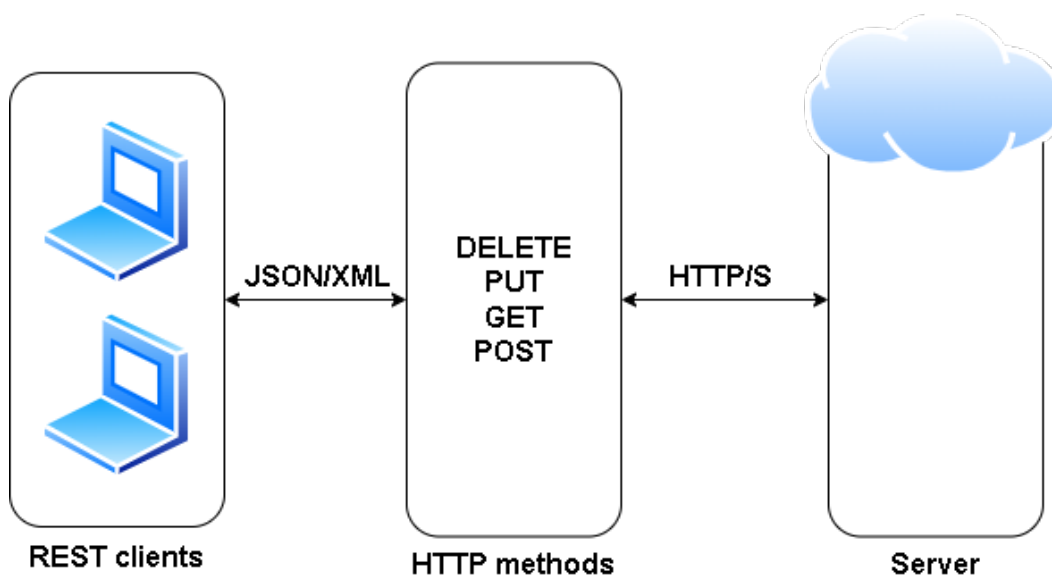 JSON/XML
DELETE
PUT
GET
POST
HTTP/S
REST clients
HTTP methods
Server